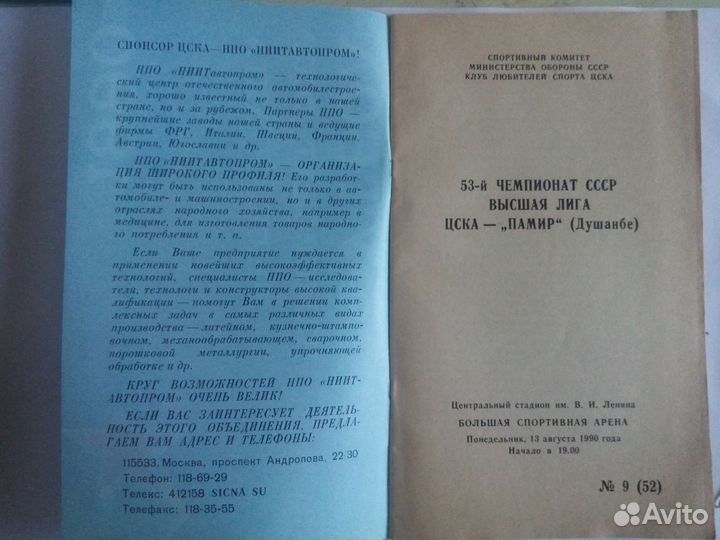 СПОНСОР ЦСКА—НПО «НИИТАВТОПРОМ»!
НПО «НИИТавтопром» — технологиче-
ский центр отечественного автомобилестрое-
ния, хорошо известный не только в нашей
стране, но и за рубежом. Партнеры НПО —
крупнейшие заводы нашей страны и ведущие
фирмы ФРГ, Италии, Швеции, Франции,
Австрии, Югославии и др.
НПО «НИИТАВТОПРОМ» — ОРГАНИЗА-
ЦИЯ ШИРОКОГО ПРОФИЛЯ! Его разработ-
ки могут быть использованы не только в ав-
томобиле- и машиностроении, но и в других
отраслях народного хозяйства, например в
медицине, для изготовления товаров народно-
го потребления и т. п.
Если Ваше предприятие нуждается в
применении новейших высокоэффективных
технологий, специалисты НПО—исследова-
тели, технологи и конструкторы высокой ква-
лификации — помогут Вам в решении комп-
лексных задач в самых различных видах
производства — литейном, кузнечно-штампо-
вочном, механообрабатывающем, сварочном,
порошковой металлургии, упрочняющей
обработке и др.
КРУГ ВОЗМОЖНОСТЕЙ НПО «НИИТ-
АВТОПРОМ» ОЧЕНЬ ВЕЛИК!
ЕСЛИ ВАС ЗАИНТЕРЕСУЕТ ДЕЯТЕЛЬ-
НОСТЬ ЭТОГО ОБЪЕДИНЕНИЯ, ПРЕДЛА-
ГАЕМ ВАМ АДРЕС И ТЕЛЕФОНЫ:
115533. Москва, проспект Андропова, 22 30
Телефон: 118-69-29
Телекс: 412158 SICNA SU
Телефакс: 118-35-55
СПОРТИВНЫЙ КОМИТЕТ
МИНИСТЕРСТВА ОБОРОНЫ СССР
КЛУБ ЛЮБИТЕЛЕЙ СПОРТА ЦСКА
53-й ЧЕМПИОНАТ СССР
ВЫСШАЯ ЛИГА
ЦСКА — „ПАМИР“ (Душанбе)
Центральный стадион им. В. И. Ленина
БОЛЬШАЯ СПОРТИВНАЯ АРЕНА
Понедельник, 13 августа 1990 года
Начало в 19.00
№ 9 (52)
Avito